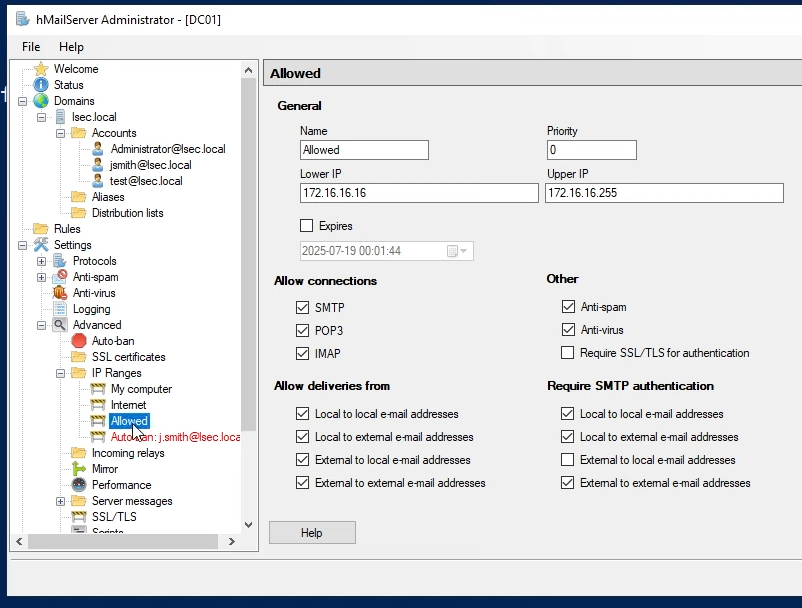 hMailServer Administrator - [DC01]
File Help
Welcome
Status
Domains
lsec.local
Accounts
Administrator@lsec.local
jsmith@lsec.local
test@lsec.local
Aliases
Distribution lists
Rules
Settings
Protocols
Anti-spam
Anti-virus
Logging
Advanced
Auto-ban
SSL certificates
IP Ranges
My computer
Internet
Allowed
Auto-ban: j.smith@lsec.loca
Incoming relays
Mirror
Performance
Server messages
SSL/TLS
Scripts
Allowed
General
Name Priority
Allowed 0
Lower IP Upper IP
172.16.16.16 172.16.16.255
Expires
2025-07-19 00:01:44
Allow connections
SMTP
POP3
IMAP
Other
Anti-spam
Anti-virus
Require SSL/TLS for authentication
Allow deliveries from
Local to local e-mail addresses
Local to external e-mail addresses
External to local e-mail addresses
External to external e-mail addresses
Require SMTP authentication
Local to local e-mail addresses
Local to external e-mail addresses
External to local e-mail addresses
External to external e-mail addresses
Help